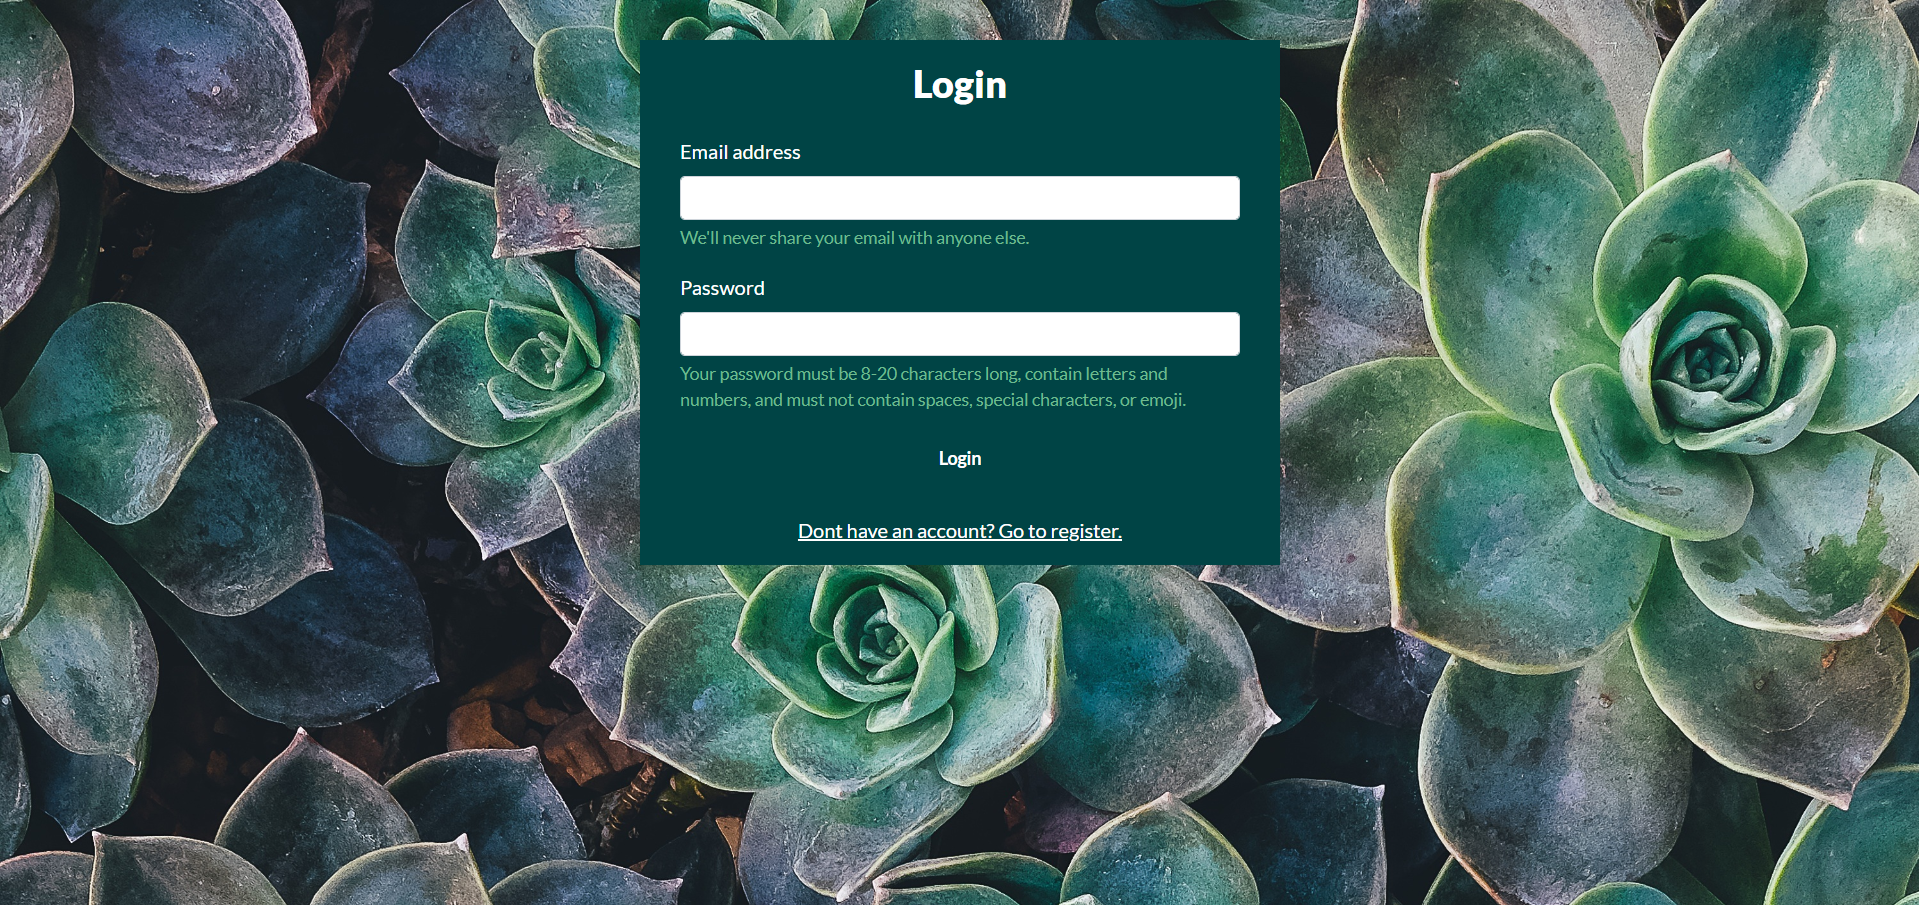 Login
Email address
We'll never share your email with anyone else.
Password
Your password must be 8-20 characters long, contain letters and
numbers, and must not contain spaces, special characters, or emoji.
Login
Dont have an account? Go to register.